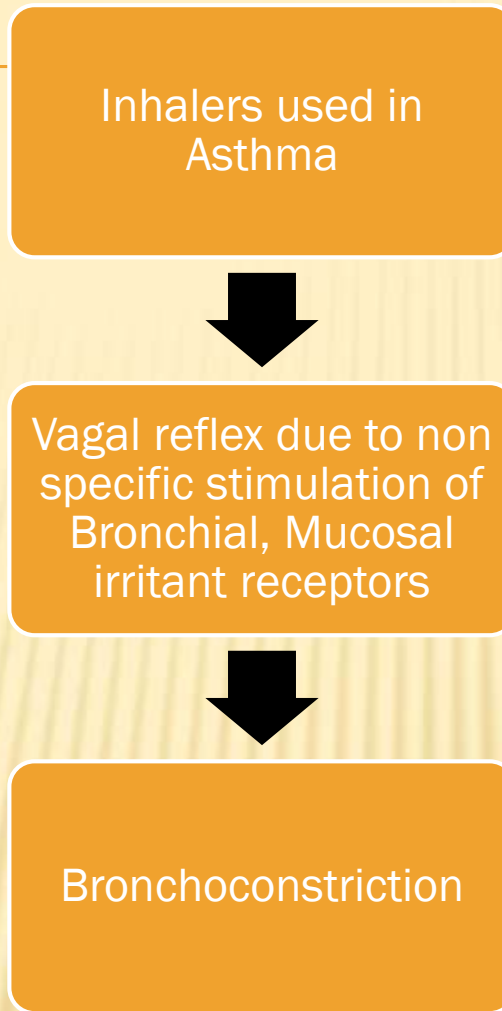 Inhalers used in
Asthma
Vagal reflex due to non
specific stimulation of
Bronchial, Mucosal
irritant receptors
Bronchoconstriction